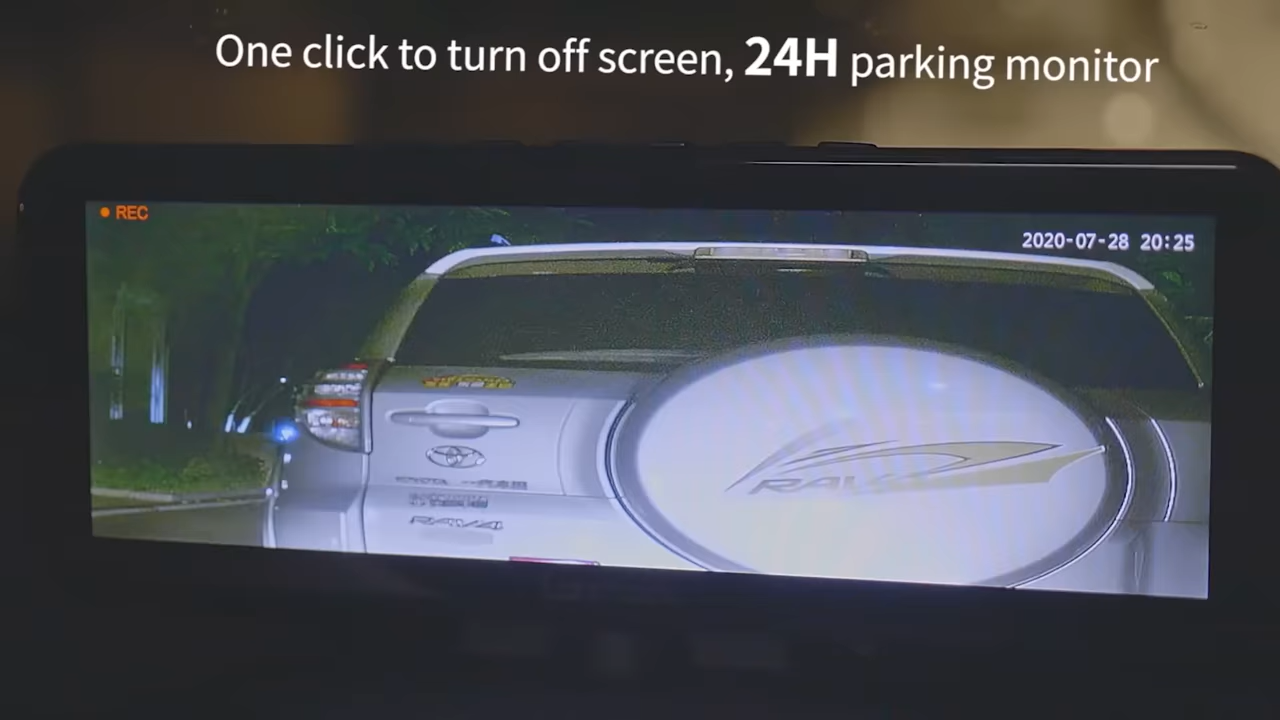 One click to turn off screen, 24H parking monitor
REC
2020-07-28 20:25
RAV4
TOYOTA
RAV4